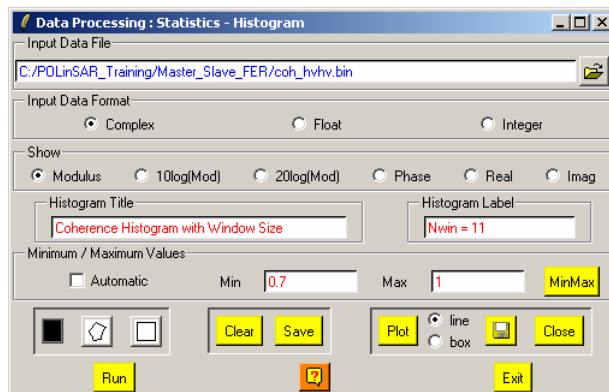 Data Processing : Statistics - Histogram
Input Data File
C:/POLinSAR_Training/Master_Slave_FER/coh_hvhv.bin
Input Data Format
Complex Float Integer
Show
Modulus 10log(Mod) 20log(Mod) Phase Real Imag
Histogram Title Histogram Label
Coherence Histogram with Window Size Nwin = 11
Minimum / Maximum Values
Automatic Min 0.7 Max 1 MinMax
Clear Save Plot line box Close
Run ? Exit